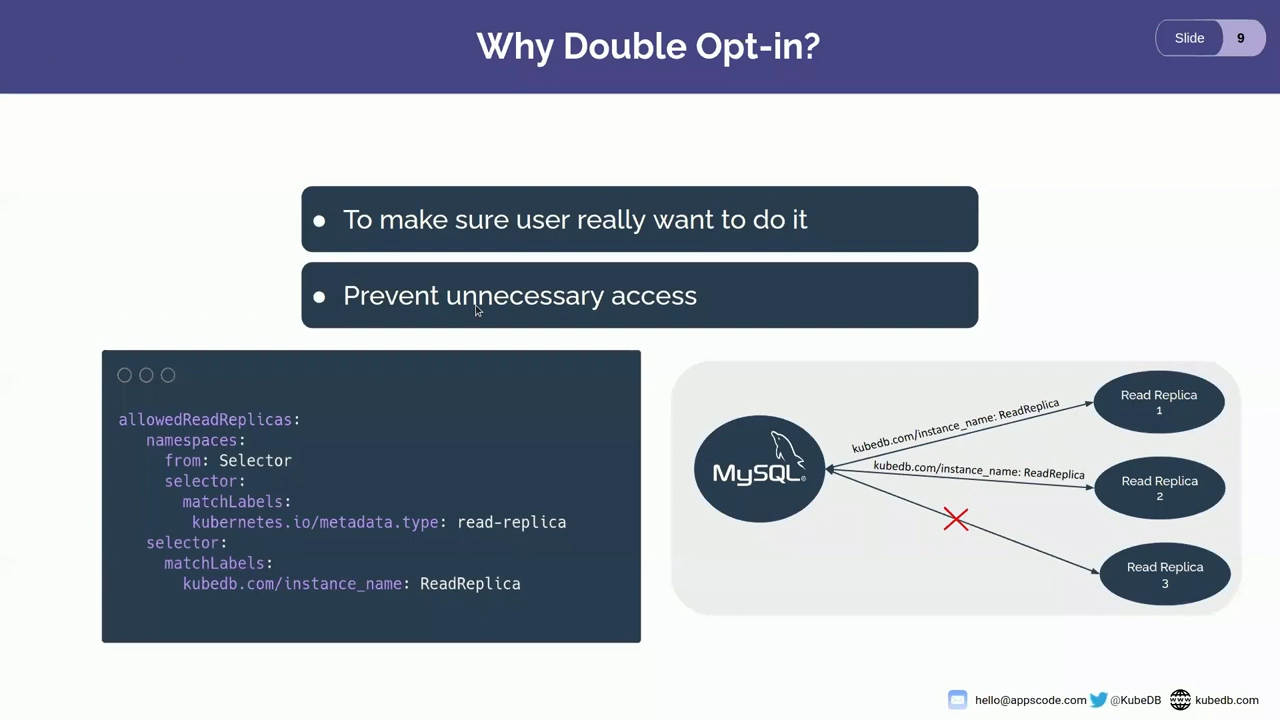 Why Double Opt-in?
Slide 9
● To make sure user really want to do it
● Prevent unnecessary access
allowedReadReplicas:
namespaces:
from: Selector
selector:
matchLabels:
kubernetes.io/metadata.type: read-replica
selector:
matchLabels:
kubedb.com/instance_name: ReadReplica
MySQL®
kubedb.com/instance_name: ReadReplica
kubedb.com/instance_name: ReadReplica
Read Replica
1
Read Replica
2
Read Replica
3
hello@appscode.com @KubeDB www kubedb.com